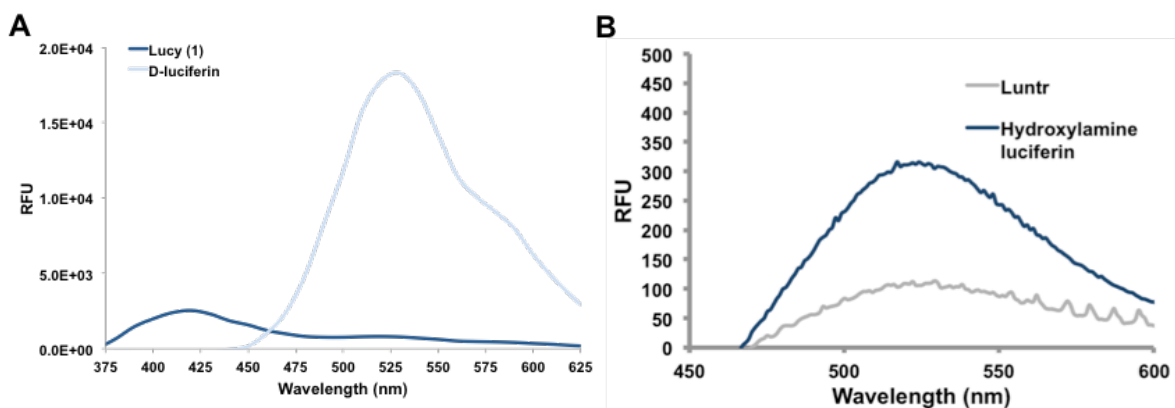 A
Lucy (1)
D-luciferin
2.0E+04
1.5E+04
1.0E+04
5.0E+03
0.0E+00
RFU
375 400 425 450 475 500 525 550 575 600 625
Wavelength (nm)
B
Luntr
Hydroxylamine
luciferin
500
450
400
350
300
250
200
150
100
50
0
RFU
450 500 550 600
Wavelength (nm)